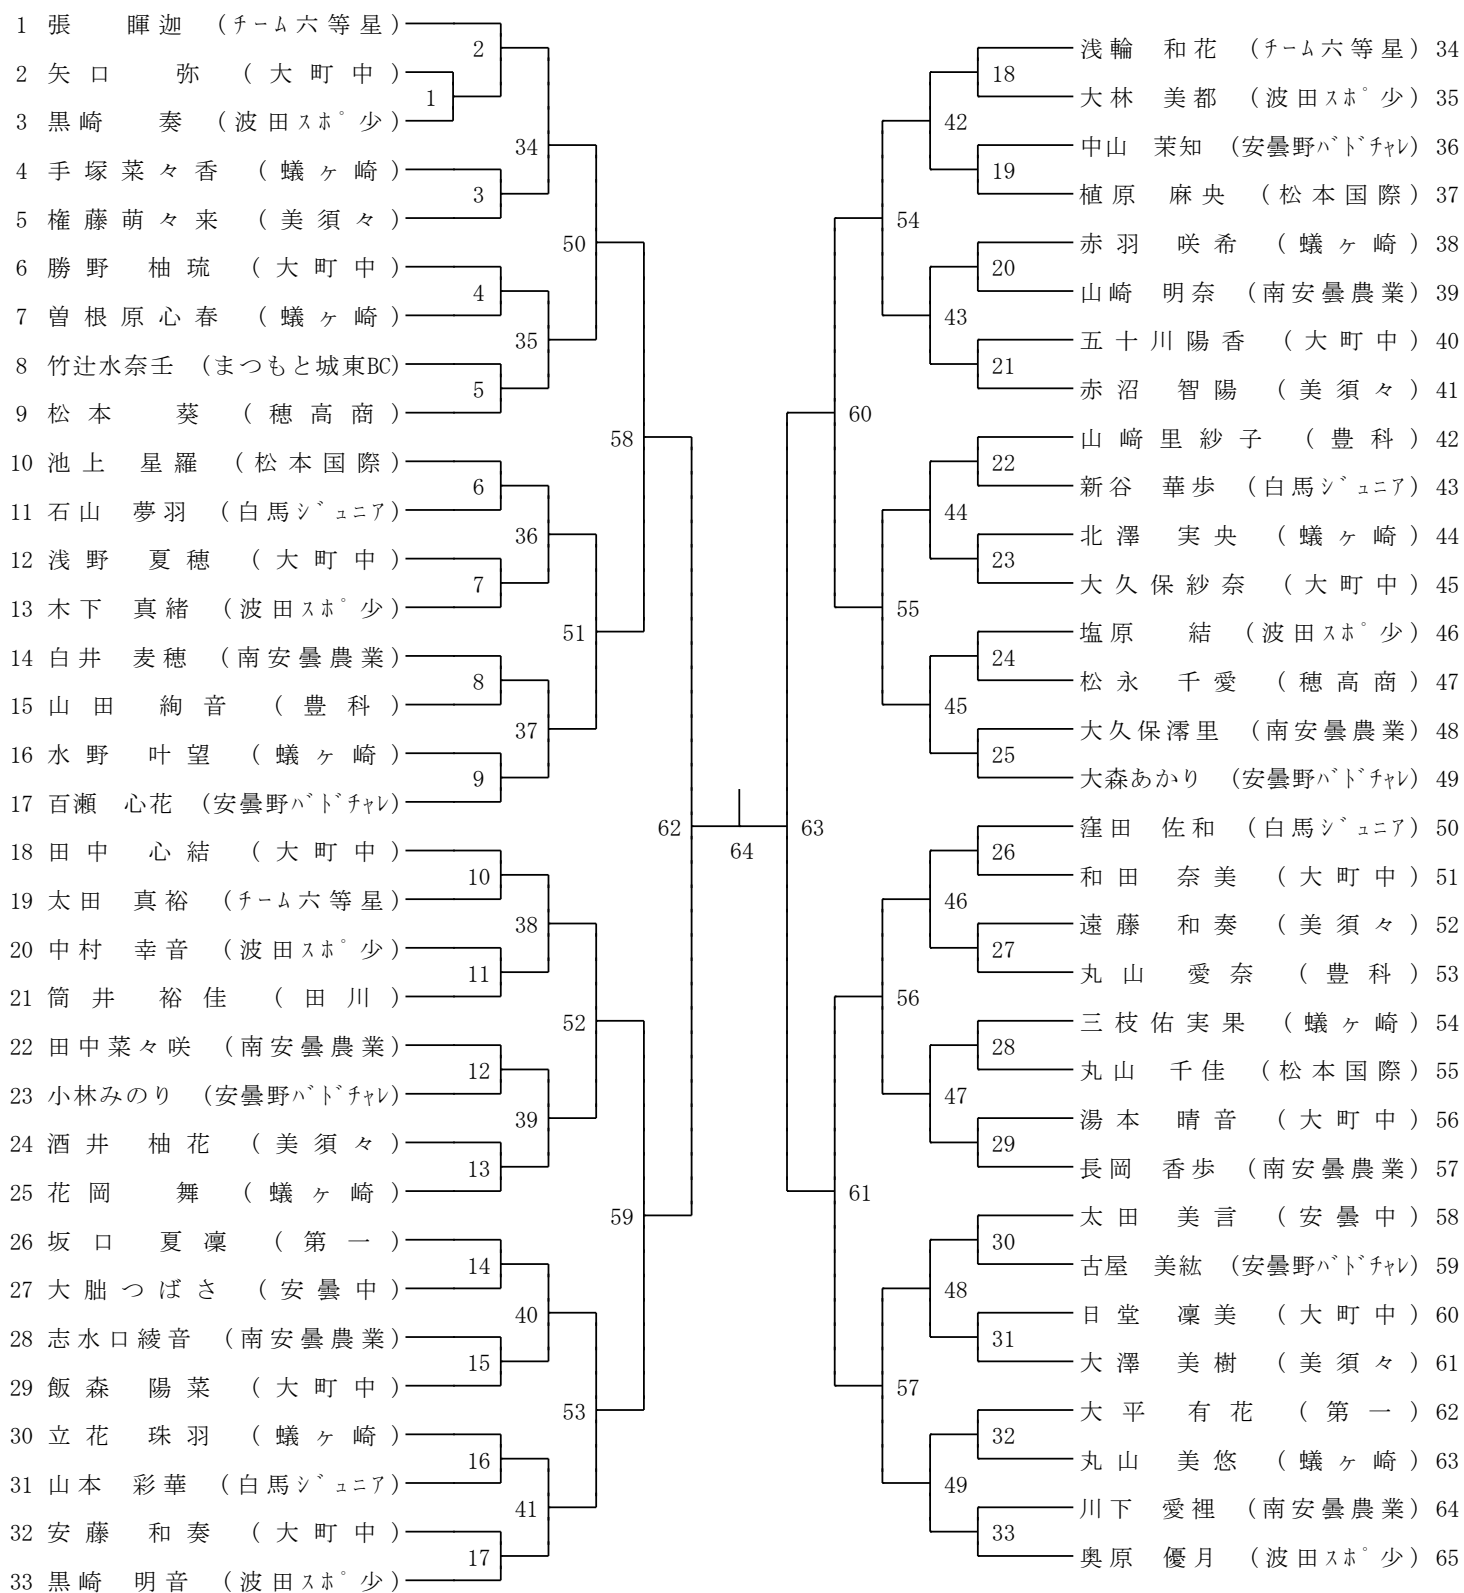 1 張 暉迦 (チーム六等星)
2 矢口 弥 (大町中)
3 黒崎 奏 (波田スポ少)
4 手塚菜々香 (蟻ヶ崎)
5 権藤萌々来 (美須々)
6 勝野 柚琉 (大町中)
7 曽根原心春 (蟻ヶ崎)
8 竹辻水奈壬 (まつもと城東BC)
9 松本 葵 (穂高商)
10 池上 星羅 (松本国際)
11 石山 夢羽 (白馬ジュニア)
12 浅野 夏穂 (大町中)
13 木下 真緒 (波田スポ少)
14 白井 麦穂 (南安曇農業)
15 山田 絢音 (豊科)
16 水野 叶望 (蟻ヶ崎)
17 百瀬 心花 (安曇野バドチャレ)
18 田中 心結 (大町中)
19 太田 真裕 (チーム六等星)
20 中村 幸音 (波田スポ少)
21 筒井 裕佳 (田川)
22 田中菜々咲 (南安曇農業)
23 小林みのり (安曇野バドチャレ)
24 酒井 柚花 (美須々)
25 花岡 舞 (蟻ヶ崎)
26 坂口 夏凜 (第一)
27 大朏つばさ (安曇中)
28 志水口綾音 (南安曇農業)
29 飯森 陽菜 (大町中)
30 立花 珠羽 (蟻ヶ崎)
31 山本 彩華 (白馬ジュニア)
32 安藤 和奏 (大町中)
33 黒崎 明音 (波田スポ少)
1
2
3
4
5
6
7
8
9
10
11
12
13
14
15
16
17
34
35
36
37
38
39
40
41
50
51
52
53
58
59
62
64
63
60
61
54
55
56
57
42
43
44
45
46
47
48
49
18
19
20
21
22
23
24
25
26
27
28
29
30
31
32
33
浅輪 和花 (チーム六等星) 34
大林 美都 (波田スポ少) 35
中山 茉知 (安曇野バドチャレ) 36
植原 麻央 (松本国際) 37
赤羽 咲希 (蟻ヶ崎) 38
山崎 明奈 (南安曇農業) 39
五十川陽香 (大町中) 40
赤沼 智陽 (美須々) 41
山﨑里紗子 (豊科) 42
新谷 華歩 (白馬ジュニア) 43
北澤 実央 (蟻ヶ崎) 44
大久保紗奈 (大町中) 45
塩原 結 (波田スポ少) 46
松永 千愛 (穂高商) 47
大久保澪里 (南安曇農業) 48
大森あかり (安曇野バドチャレ) 49
窪田 佐和 (白馬ジュニア) 50
和田 奈美 (大町中) 51
遠藤 和奏 (美須々) 52
丸山 愛奈 (豊科) 53
三枝佑実果 (蟻ヶ崎) 54
丸山 千佳 (松本国際) 55
湯本 晴音 (大町中) 56
長岡 香歩 (南安曇農業) 57
太田 美言 (安曇中) 58
古屋 美紘 (安曇野バドチャレ) 59
日堂 凜美 (大町中) 60
大澤 美樹 (美須々) 61
大平 有花 (第一) 62
丸山 美悠 (蟻ヶ崎) 63
川下 愛裡 (南安曇農業) 64
奥原 優月 (波田スポ少) 65